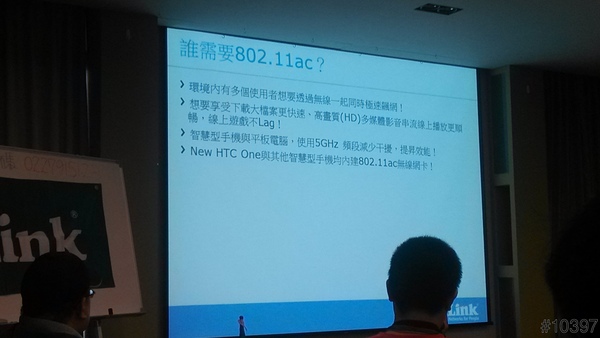 誰需要802.11ac？
環境內有多個使用者想要透過無線一起同時極速飆網！
想要享受下載大檔案更快速、高畫質(HD)多媒體影音串流線上播放更順
暢，線上遊戲不Lag！
智慧型手機與平板電腦，使用5GHz 頻段減少干擾，提昇效能！
New HTC One與其他智慧型手機均內建802.11ac無線網卡！
ink
Link
#10397